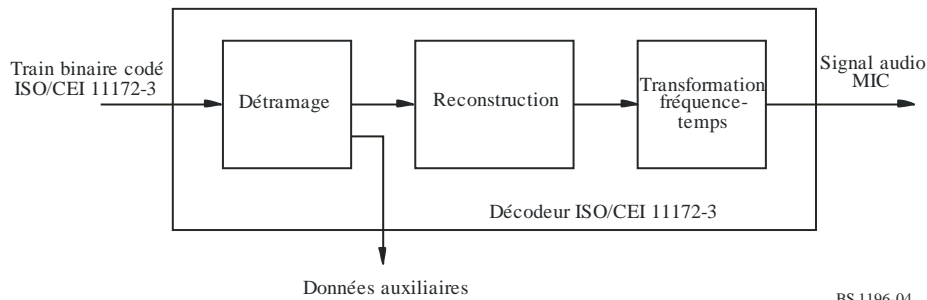 Train binaire codé
ISO/CEI 11172-3
Détramage
Reconstruction
Transformation
fréquence-
temps
Signal audio
MIC
Décodeur ISO/CEI 11172-3
Données auxiliaires
BS.1196-04